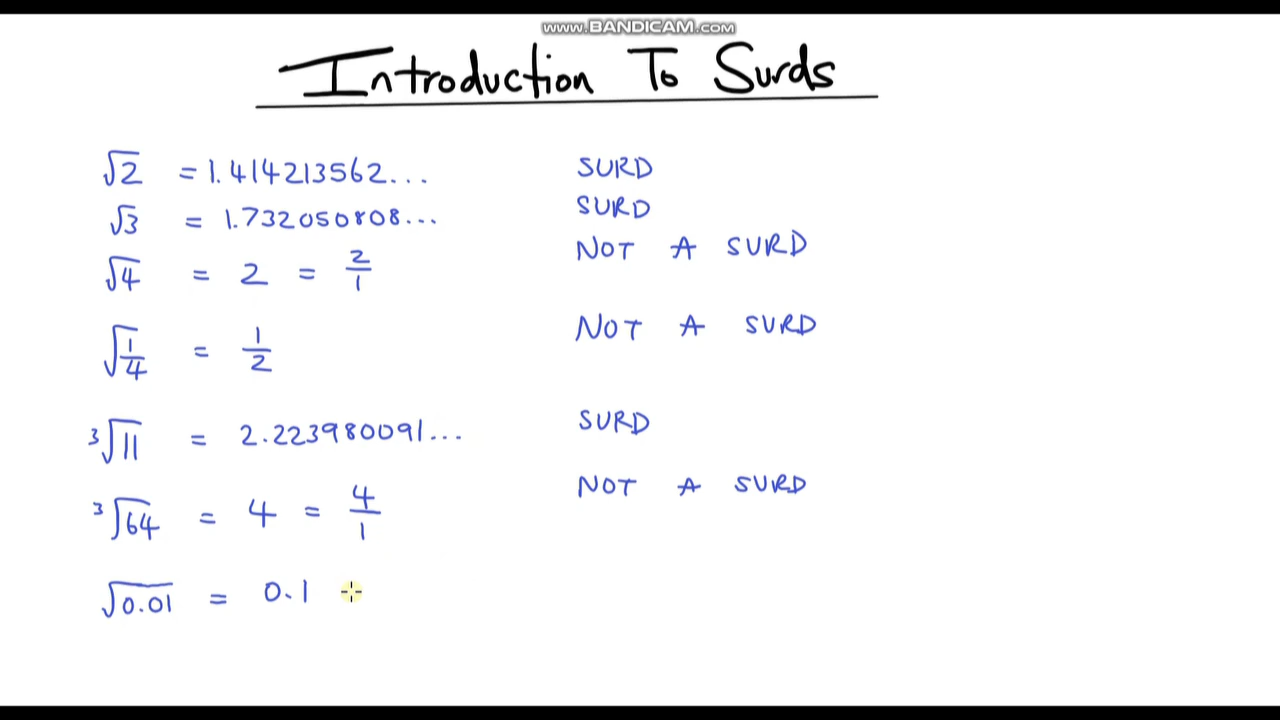 www.BANDICAM.com
Introduction To Surds
√2 = 1.414213562... SURD
√3 = 1.732050808... SURD
√4 = 2 = 2/1 NOT A SURD
√1/4 = 1/2 NOT A SURD
³√11 = 2.223980091... SURD
³√64 = 4 = 4/1 NOT A SURD
√0.01 = 0.1